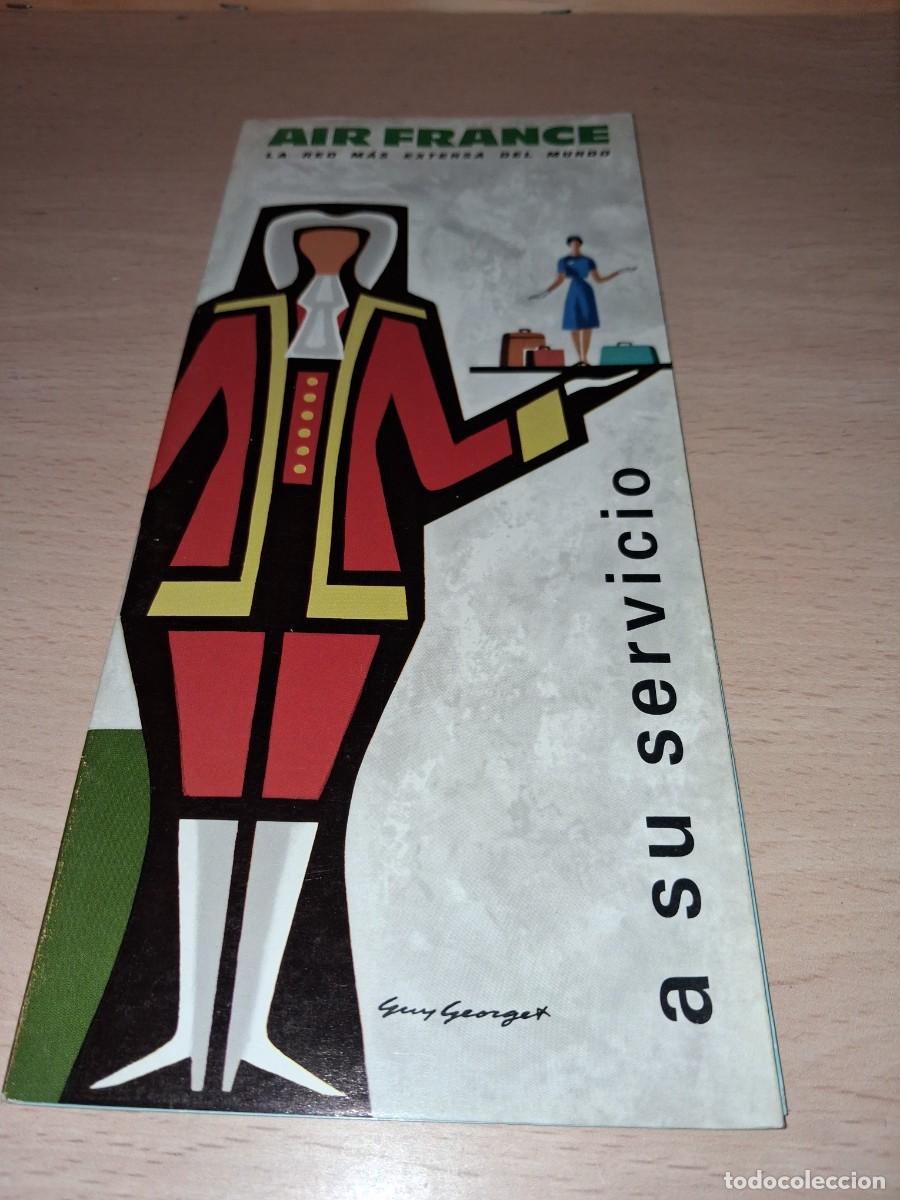 AIR FRANCE
LA RED MÁS EXTENSA DEL MUNDO
a su servicio
Guy Georget
todocoleccion